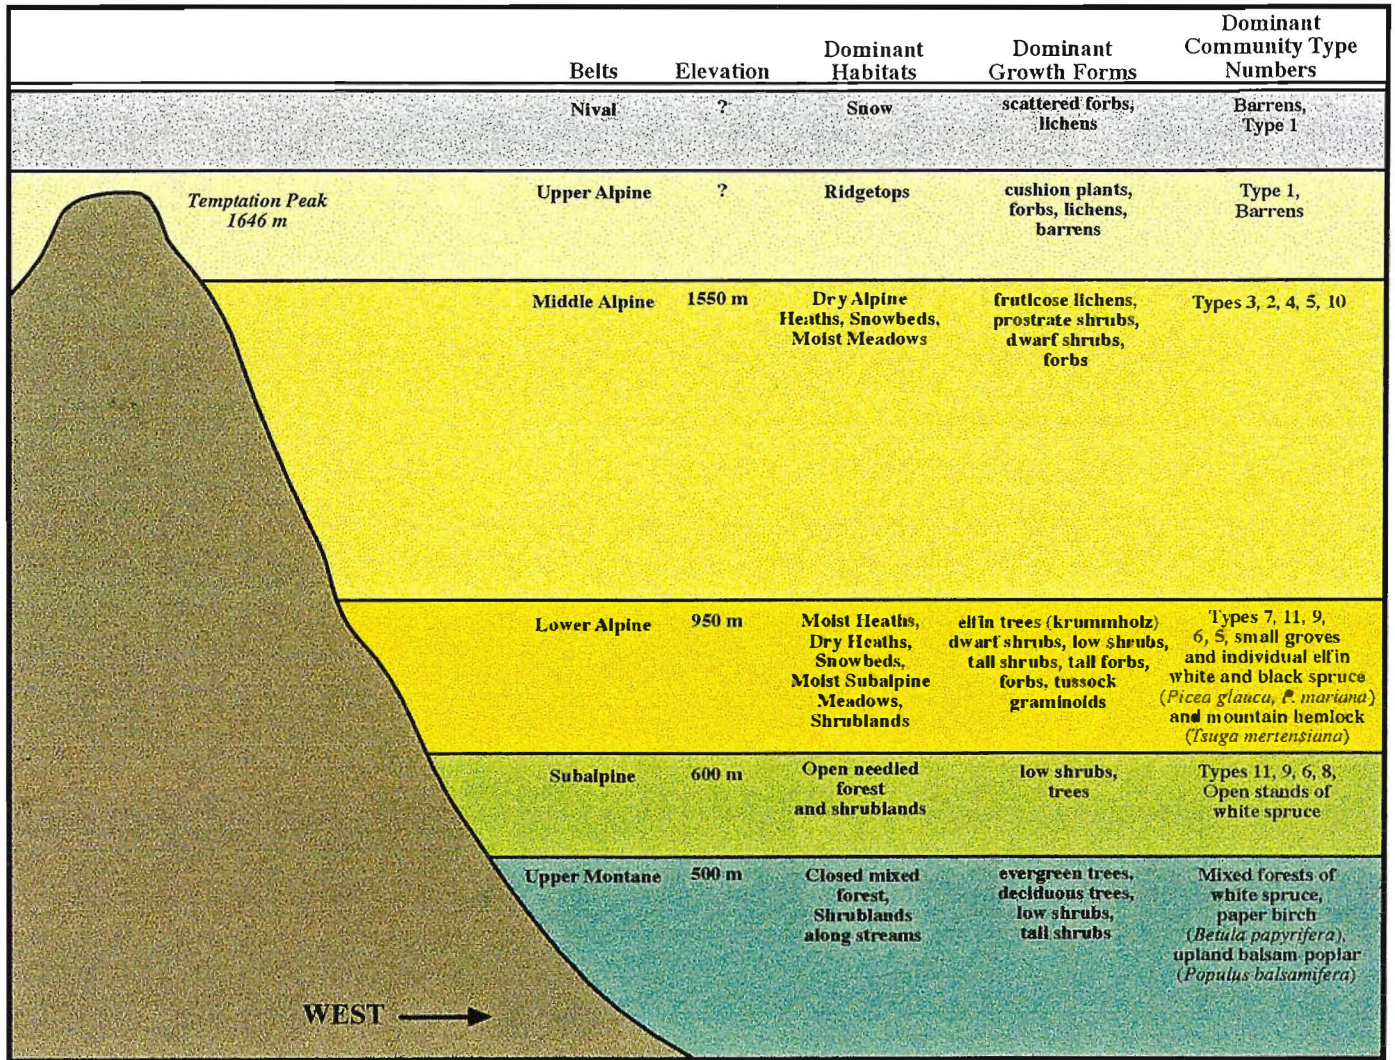 Belts
Elevation
Dominant
Habitats
Dominant
Growth Forms
Dominant
Community Type
Numbers
Nival
?
Snow
scattered forbs,
lichens
Barrens,
Type 1
Temptation Peak
1646 m
Upper Alpine
?
Ridgetops
cushion plants,
forbs, lichens,
barrens
Type 1,
Barrens
Middle Alpine
1550 m
Dry Alpine
Heaths, Snowbeds,
Moist Meadows
fruticose lichens,
prostrate shrubs,
dwarf shrubs,
forbs
Types 3, 2, 4, 5, 10
Lower Alpine
950 m
Moist Heaths,
Dry Heaths,
Snowbeds,
Moist Subalpine
Meadows,
Shrublands
elfin trees (krummholz)
dwarf shrubs, low shrubs,
tall shrubs, tall forbs,
forbs, tussock
graminoids
Types 7, 11, 9,
6, 5, small groves
and individual elfin
white and black spruce
(Picea glauca, P. mariana)
and mountain hemlock
(Tsuga mertensiana)
Subalpine
600 m
Open needled
forest
and shrublands
low shrubs,
trees
Types 11, 9, 6, 8,
Open stands of
white spruce
Upper Montane
500 m
Closed mixed
forest,
Shrublands
along streams
evergreen trees,
deciduous trees,
low shrubs,
tall shrubs
Mixed forests of
white spruce,
paper birch
(Betula papyrifera),
upland balsam poplar
(Populus balsamifera)
WEST